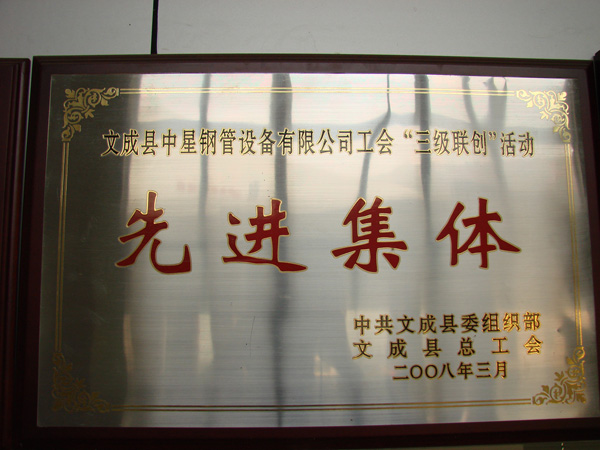 文成县中星钢管设备有限公司工会“三级联创”活动
先进集体
中共文成县委组织部
文成县总工会
二〇〇八年三月